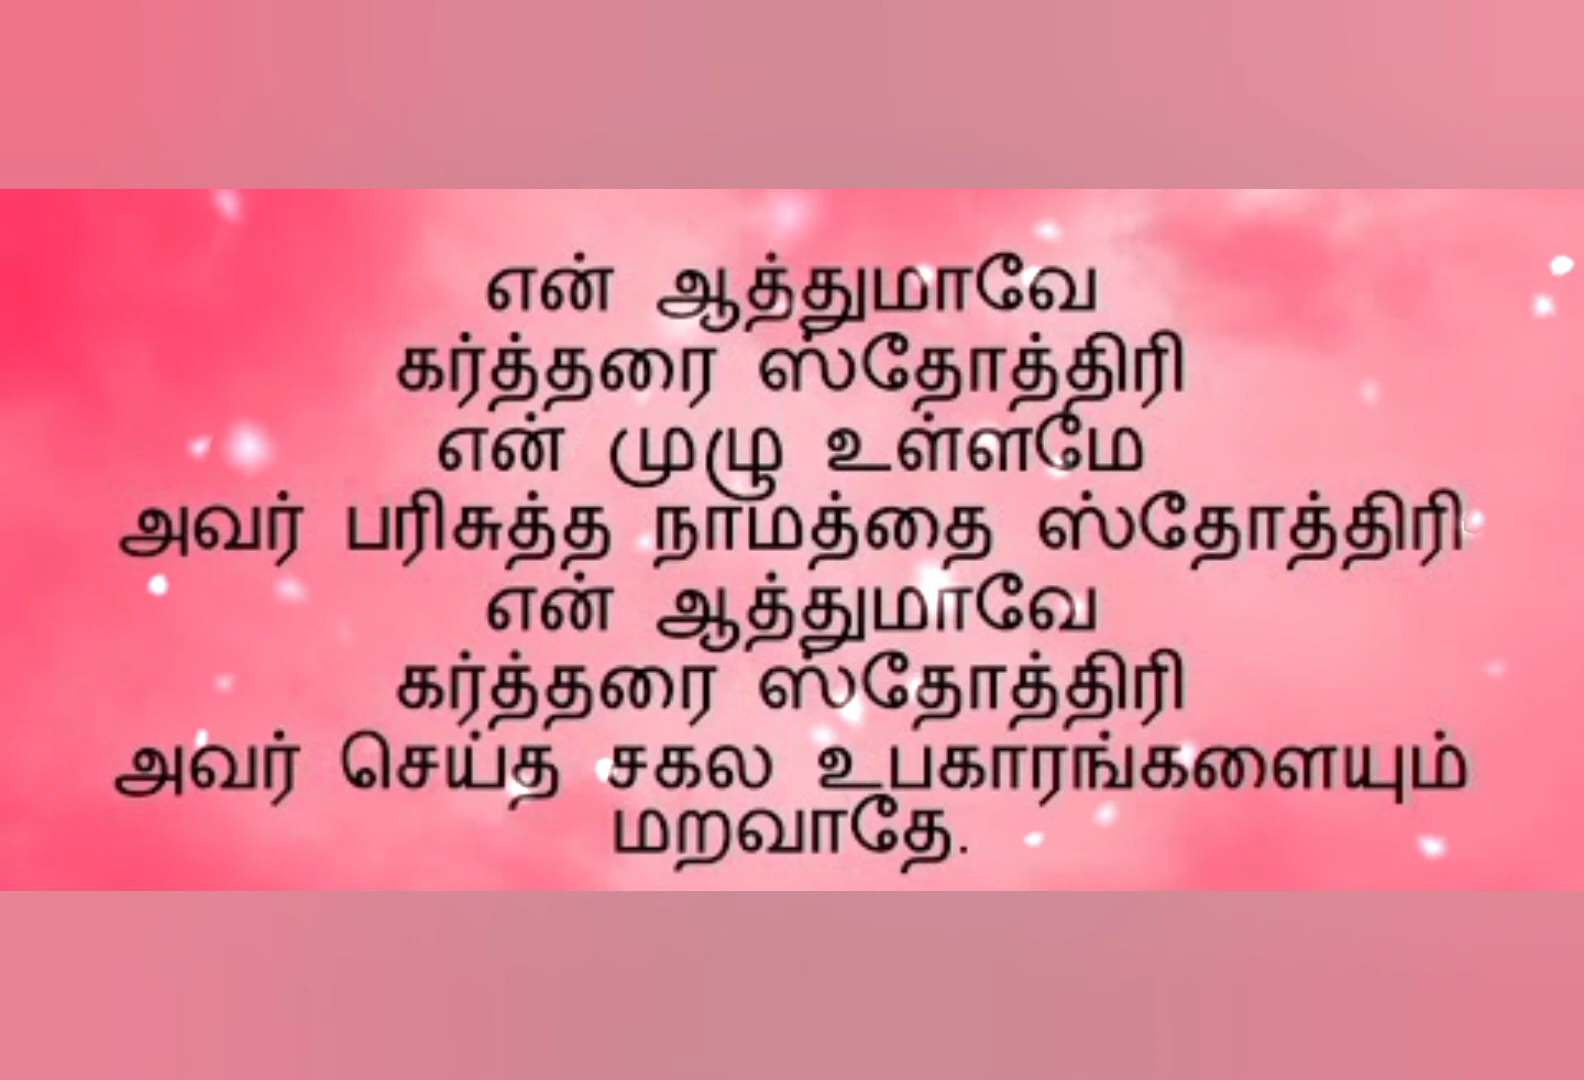 என் ஆத்துமாவே
கர்த்தரை ஸ்தோத்திரி
என் முழு உள்ளமே
அவர் பரிசுத்த நாமத்தை ஸ்தோத்திரி
என் ஆத்துமாவே
கர்த்தரை ஸ்தோத்திரி
அவர் செய்த சகல உபகாரங்களையும்
மறவாதே.